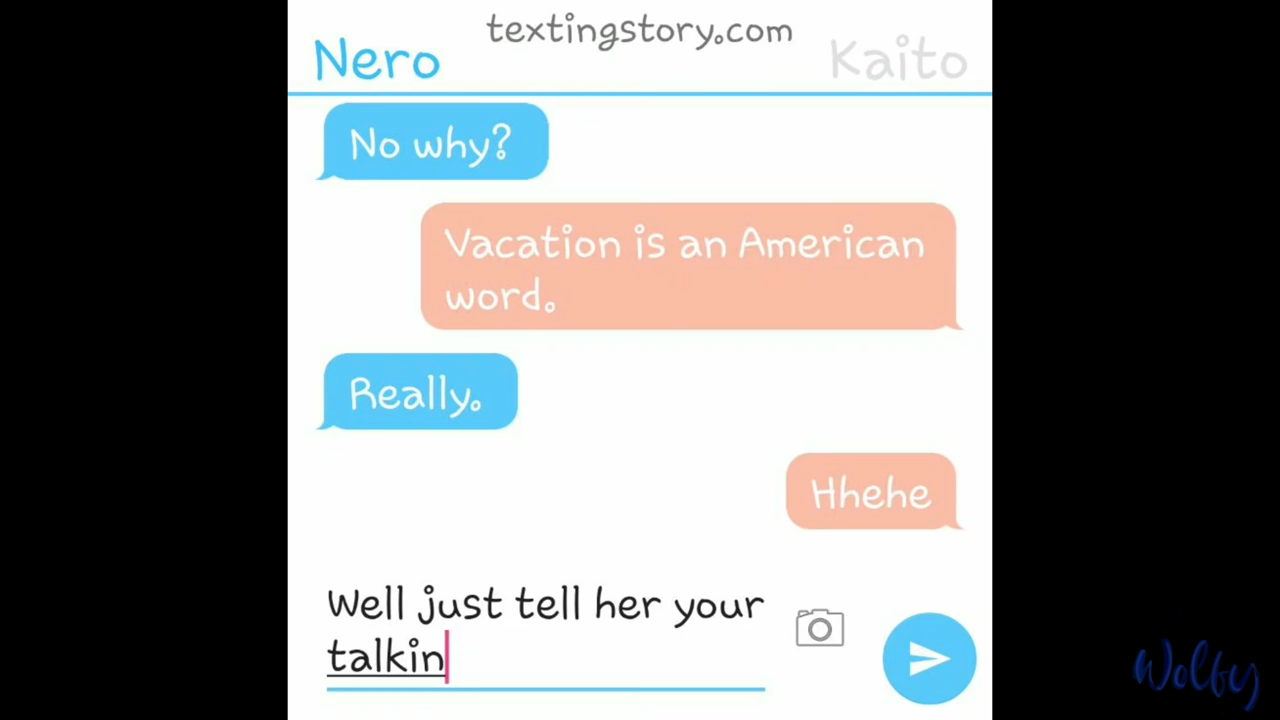 textingstory.com
Nero
Kaito
No why?
Vacation is an American
word.
Really.
Hhehe
Well just tell her your
talkin
Wolfy